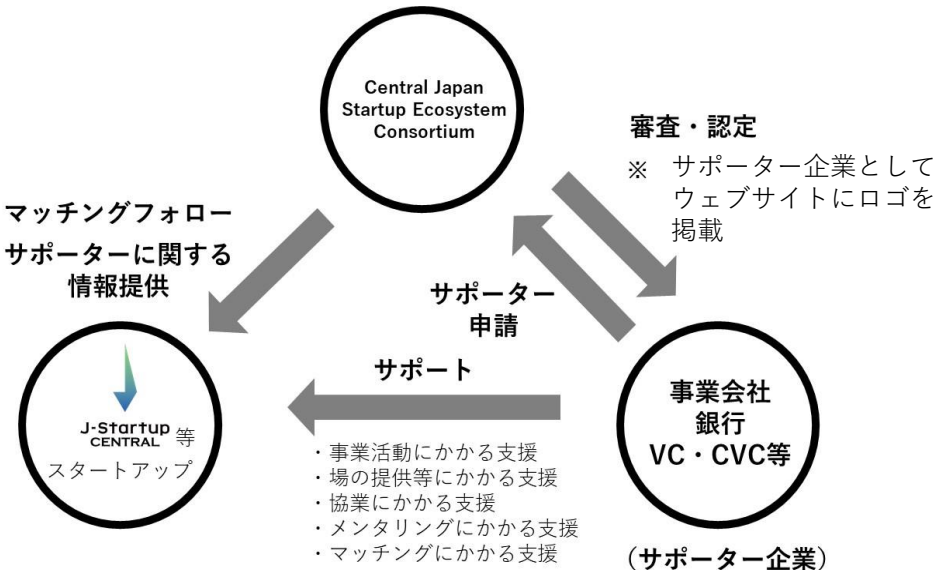 Central Japan
Startup Ecosystem
Consortium
審査・認定
※ サポーター企業として
ウェブサイトにロゴを
掲載
マッチングフォロー
サポーターに関する
情報提供
サポーター
申請
サポート
J-Startup
CENTRAL 等
スタートアップ
事業会社
銀行
VC・CVC等
・事業活動にかかる支援
・場の提供等にかかる支援
・協業にかかる支援
・メンタリングにかかる支援
・マッチングにかかる支援
（サポーター企業）